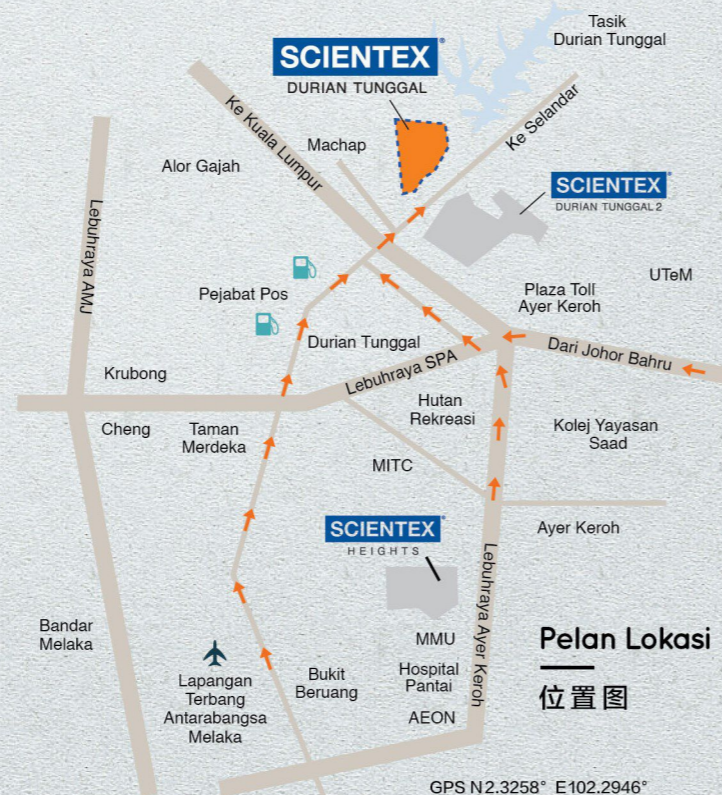 Tasik
Durian Tunggal
SCIENTEX®
DURIAN TUNGGAL
Ke Kuala Lumpur
Machap
Ke Selandar
Alor Gajah
SCIENTEX®
DURIAN TUNGGAL 2
Lebuhraya AMJ
UTeM
Pejabat Pos
Plaza Toll
Ayer Keroh
Durian Tunggal
Lebuhraya SPA
Dari Johor Bahru
Krubong
Hutan
Rekreasi
Cheng
Taman
Merdeka
Kolej Yayasan
Saad
MITC
SCIENTEX®
HEIGHTS
Ayer Keroh
Lebuhraya Ayer Keroh
Bandar
Melaka
MMU
Pelan Lokasi
Lapangan
Terbang
Antarabangsa
Melaka
Bukit
Beruang
Hospital
Pantai
位置图
AEON
GPS N2.3258° E102.2946°